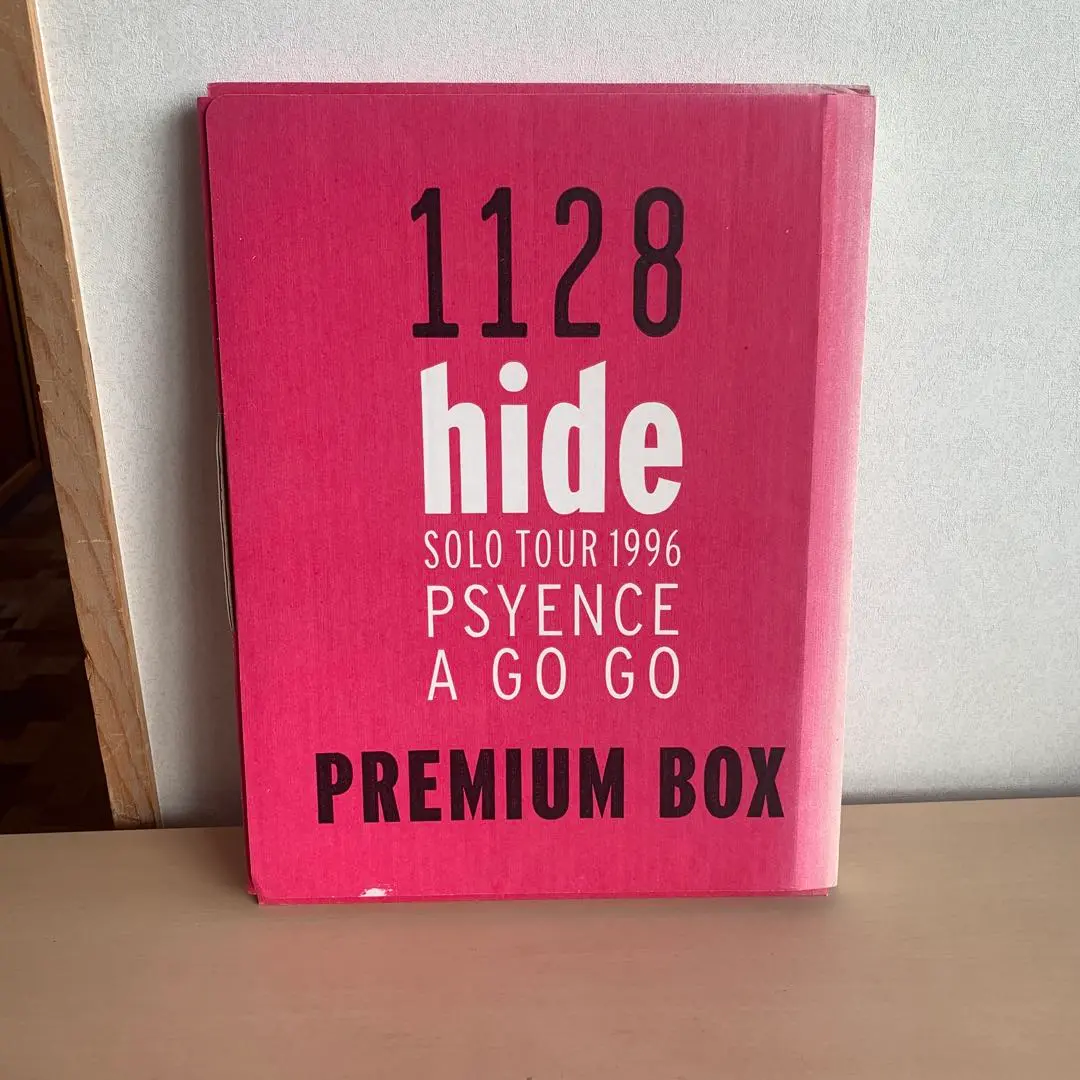 1128
hide
SOLO TOUR 1996
PSYENCE
A GO GO
PREMIUM BOX